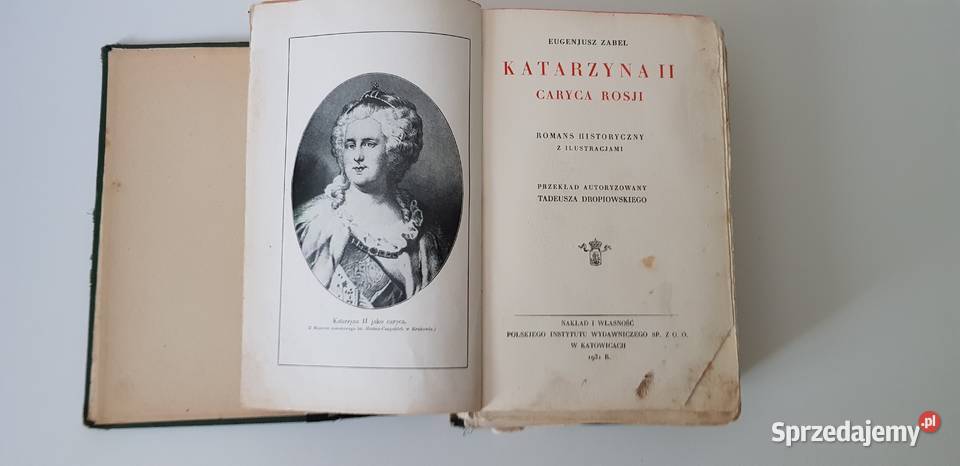 Katarzyna II jako caryca.
EUGENJUSZ ZABEL
KATARZYNA II
CARYCA ROSJI
ROMANS HISTORYCZNY
Z ILUSTRACJAMI
PRZEKŁAD AUTORYZOWANY
TADEUSZA DROPIOWSKIEGO
NAKŁAD I WŁASNOŚĆ
POLSKIEGO INSTYTUTU WYDAWNICZEGO SP. Z O. O.
W KATOWICACH
1931 R.
Sprzedajemy.pl